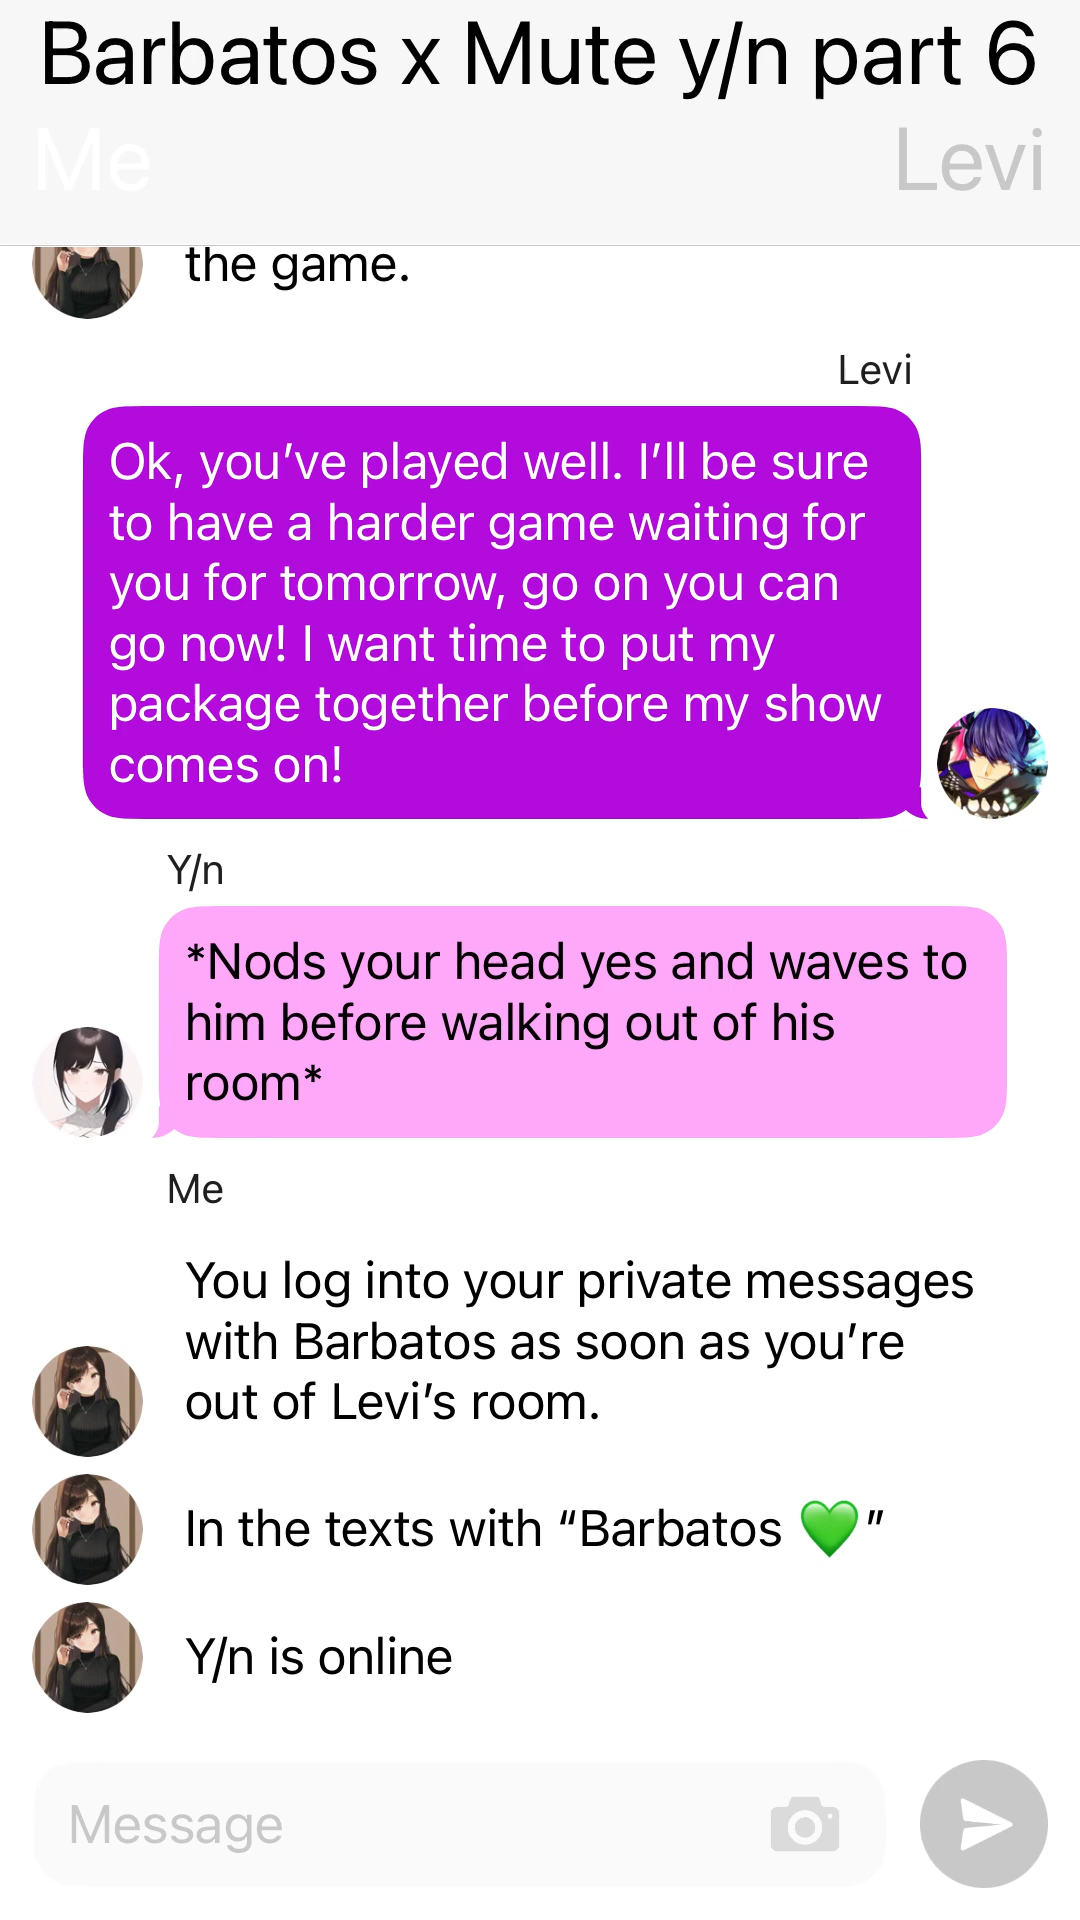 Barbatos x Mute y/n part 6
Me
Levi
the game.
Levi
Ok, you’ve played well. I’ll be sure
to have a harder game waiting for
you for tomorrow, go on you can
go now! I want time to put my
package together before my show
comes on!
Y/n
*Nods your head yes and waves to
him before walking out of his
room*
Me
You log into your private messages
with Barbatos as soon as you’re
out of Levi’s room.
In the texts with “Barbatos 💚”
Y/n is online
Message